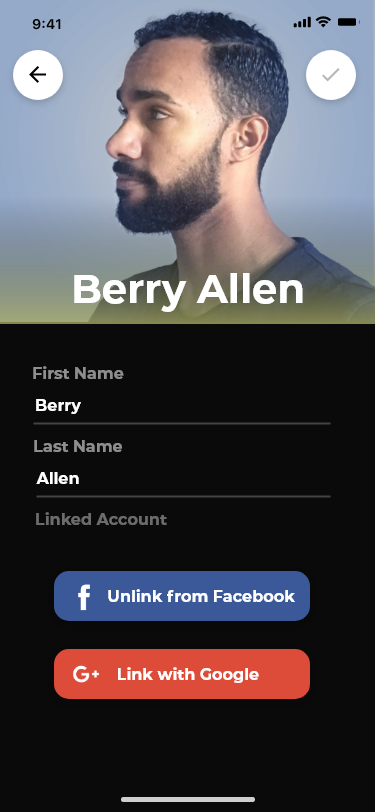 9:41
Berry Allen
First Name
Berry
Last Name
Allen
Linked Account
f Unlink from Facebook
G+ Link with Google